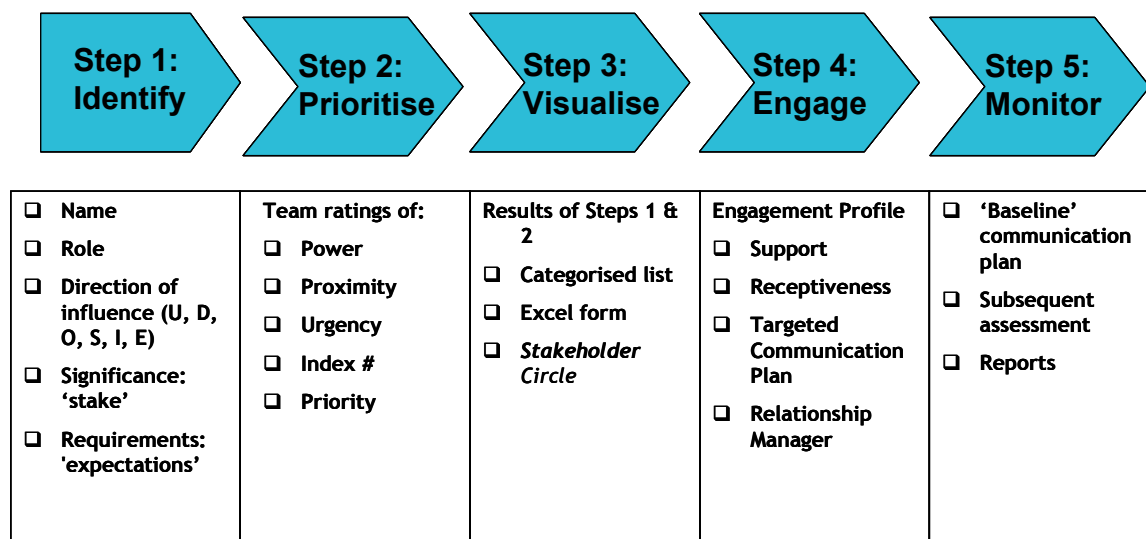 Step 1:
Identify
Step 2:
Prioritise
Step 3:
Visualise
Step 4:
Engage
Step 5:
Monitor
Name
Role
Direction of
influence (U, D,
O, S, I, E)
Significance:
‘stake’
Requirements:
'expectations’
Team ratings of:
Power
Proximity
Urgency
Index #
Priority
Results of Steps 1 &
2
Categorised list
Excel form
Stakeholder
Circle
Engagement Profile
Support
Receptiveness
Targeted
Communication
Plan
Relationship
Manager
‘Baseline’
communication
plan
Subsequent
assessment
Reports